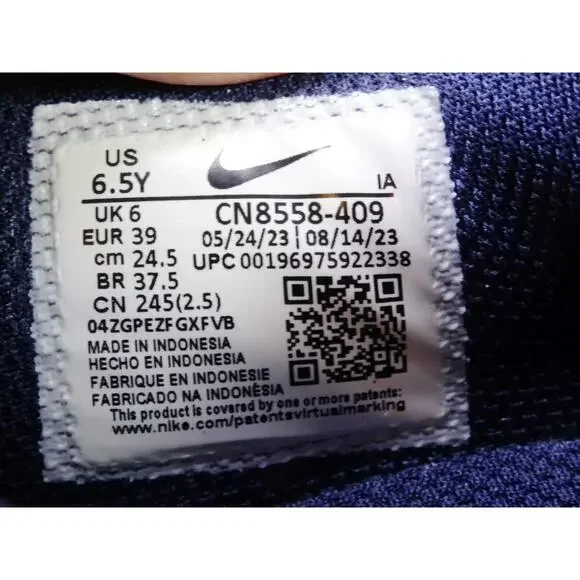 US
6.5Y
IA
UK 6
CN8558-409
EUR 39
05/24/23 | 08/14/23
cm 24.5
UPC 00196975922338
BR 37.5
CN 245(2.5)
04ZGPEZFGXFVB
MADE IN INDONESIA
HECHO EN INDONESIA
FABRIQUE EN INDONESIE
FABRICADO NA INDONÉSIA
This product is covered by one or more patents
www.nike.com/patentsvirtualmarking